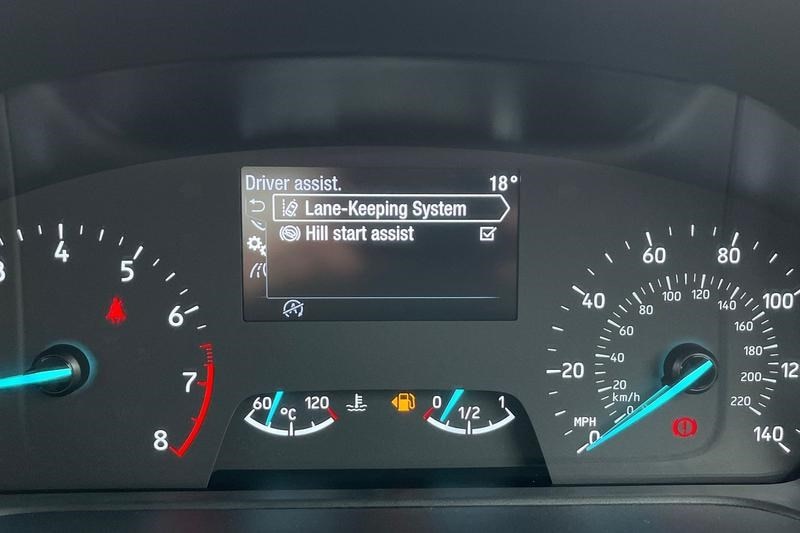 Driver assist. 18°
Lane-Keeping System
Hill start assist
3 4 5 6 7 8
60 °C 120
0 1/2 1
MPH 0 20 40 60 80 100 120 140
km/h 0 20 40 60 80 100 120 140 160 180 200 220